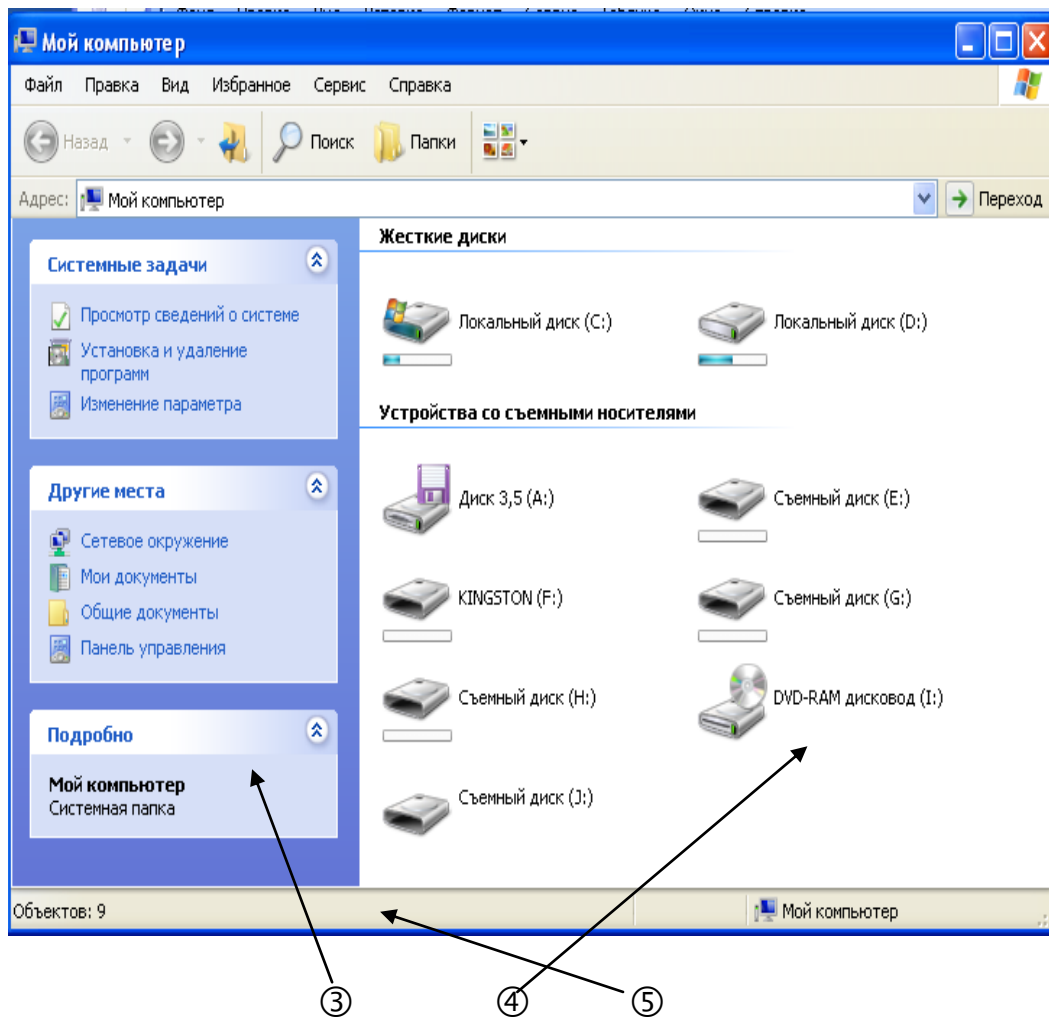 Мой компьютер
Файл Правка Вид Избранное Сервис Справка
Назад Поиск Папки
Адрес: Мой компьютер Переход
Системные задачи
Просмотр сведений о системе
Установка и удаление
программ
Изменение параметра
Другие места
Сетевое окружение
Мои документы
Общие документы
Панель управления
Подробно
Мой компьютер
Системная папка
Жесткие диски
Локальный диск (C:) Локальный диск (D:)
Устройства со съемными носителями
Диск 3,5 (A:) Съемный диск (E:)
KINGSTON (F:) Съемный диск (G:)
Съемный диск (H:) DVD-RAM дисковод (I:)
Съемный диск (J:)
Объектов: 9 Мой компьютер
③ ④ ⑤